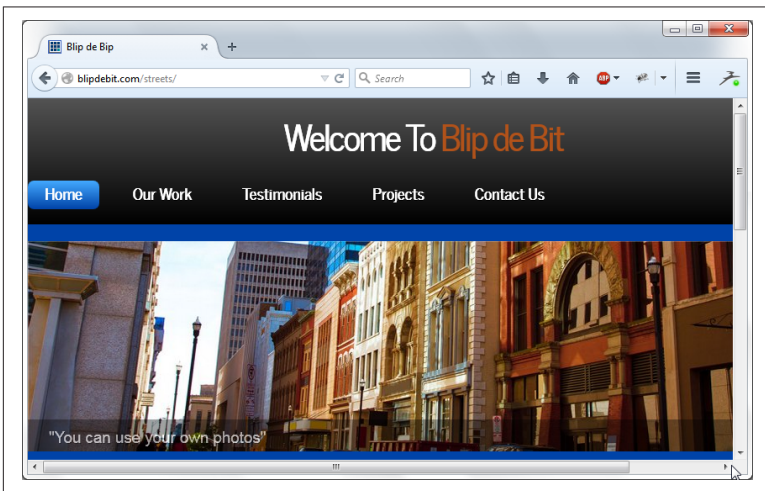 Blip de Bip
blipdebit.com/streets/
Search
ABP
Welcome To Blip de Bit
Home Our Work Testimonials Projects Contact Us
"You can use your own photos"